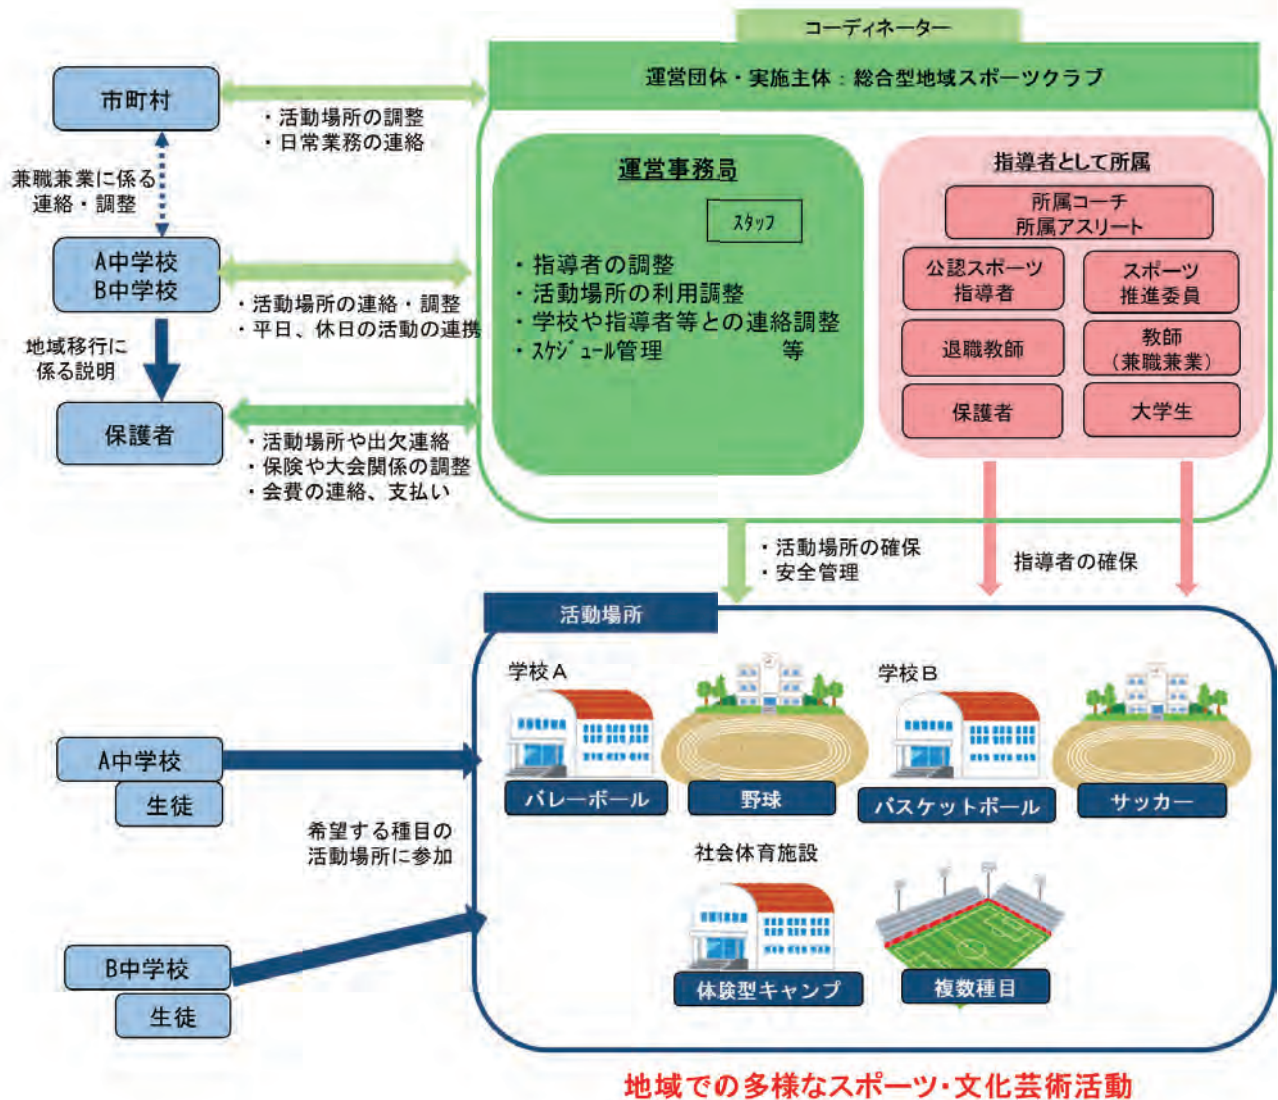 コーディネーター
運営団体・実施主体：総合型地域スポーツクラブ
市町村
・活動場所の調整
・日常業務の連絡
兼職兼業に係る
連絡・調整
A中学校
B中学校
・活動場所の連絡・調整
・平日、休日の活動の連携
地域移行に
係る説明
保護者
・活動場所や出欠連絡
・保険や大会関係の調整
・会費の連絡、支払い
運営事務局
ｽﾀｯﾌ
・指導者の調整
・活動場所の利用調整
・学校や指導者等との連絡調整
・ｽｹｼﾞｭｰﾙ管理　　　　　等
指導者として所属
所属コーチ
所属アスリート
公認スポーツ
指導者
スポーツ
推進委員
退職教師
教師
（兼職兼業）
保護者
大学生
・活動場所の確保
・安全管理
指導者の確保
活動場所
学校A
学校B
バレーボール
野球
バスケットボール
サッカー
A中学校
生徒
希望する種目の
活動場所に参加
社会体育施設
B中学校
生徒
体験型キャンプ
複数種目
地域での多様なスポーツ・文化芸術活動